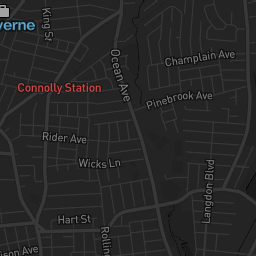 King St
verne
Ocean Ave
Champlain Ave
Connolly Station
Pinebrook Ave
Rider Ave
Wicks Ln
Langdon Blvd
Hart St
Rolling
ison Ave